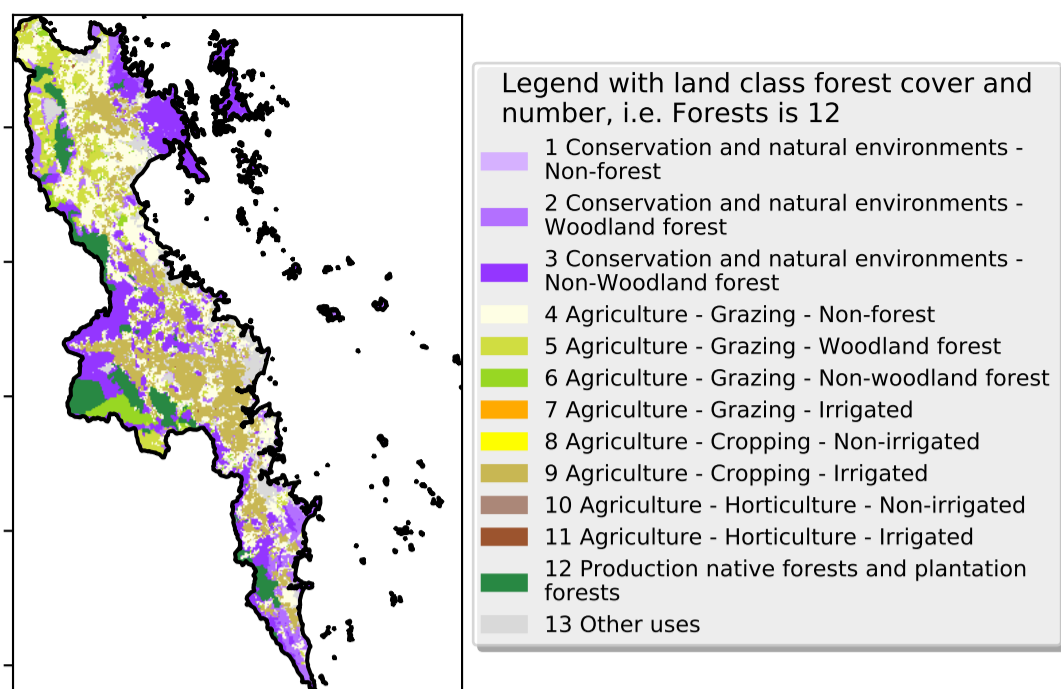 Legend with land class forest cover and
number, i.e. Forests is 12
1 Conservation and natural environments -
Non-forest
2 Conservation and natural environments -
Woodland forest
3 Conservation and natural environments -
Non-Woodland forest
4 Agriculture - Grazing - Non-forest
5 Agriculture - Grazing - Woodland forest
6 Agriculture - Grazing - Non-woodland forest
7 Agriculture - Grazing - Irrigated
8 Agriculture - Cropping - Non-irrigated
9 Agriculture - Cropping - Irrigated
10 Agriculture - Horticulture - Non-irrigated
11 Agriculture - Horticulture - Irrigated
12 Production native forests and plantation
forests
13 Other uses